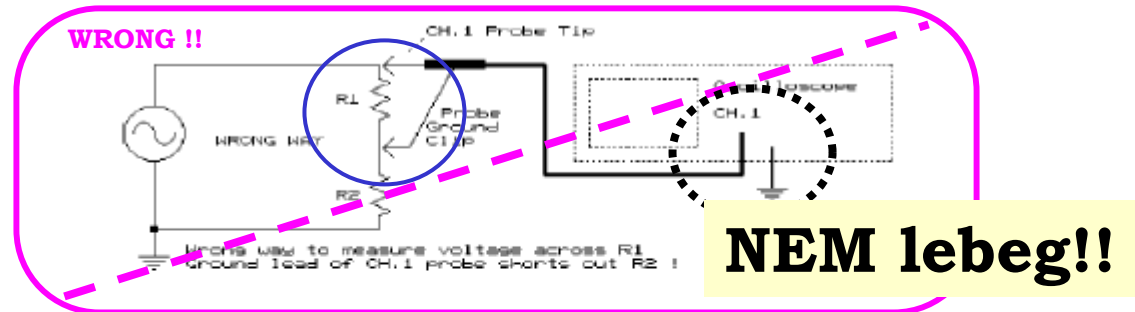 WRONG !!
CH.1 Probe Tip
R1
Probe
Ground
Clip
Oscilloscope
CH.1
WRONG WAY
R2
Wrong way to measure voltage across R1
Ground lead of CH.1 probe shorts out R2 !
NEM lebeg!!